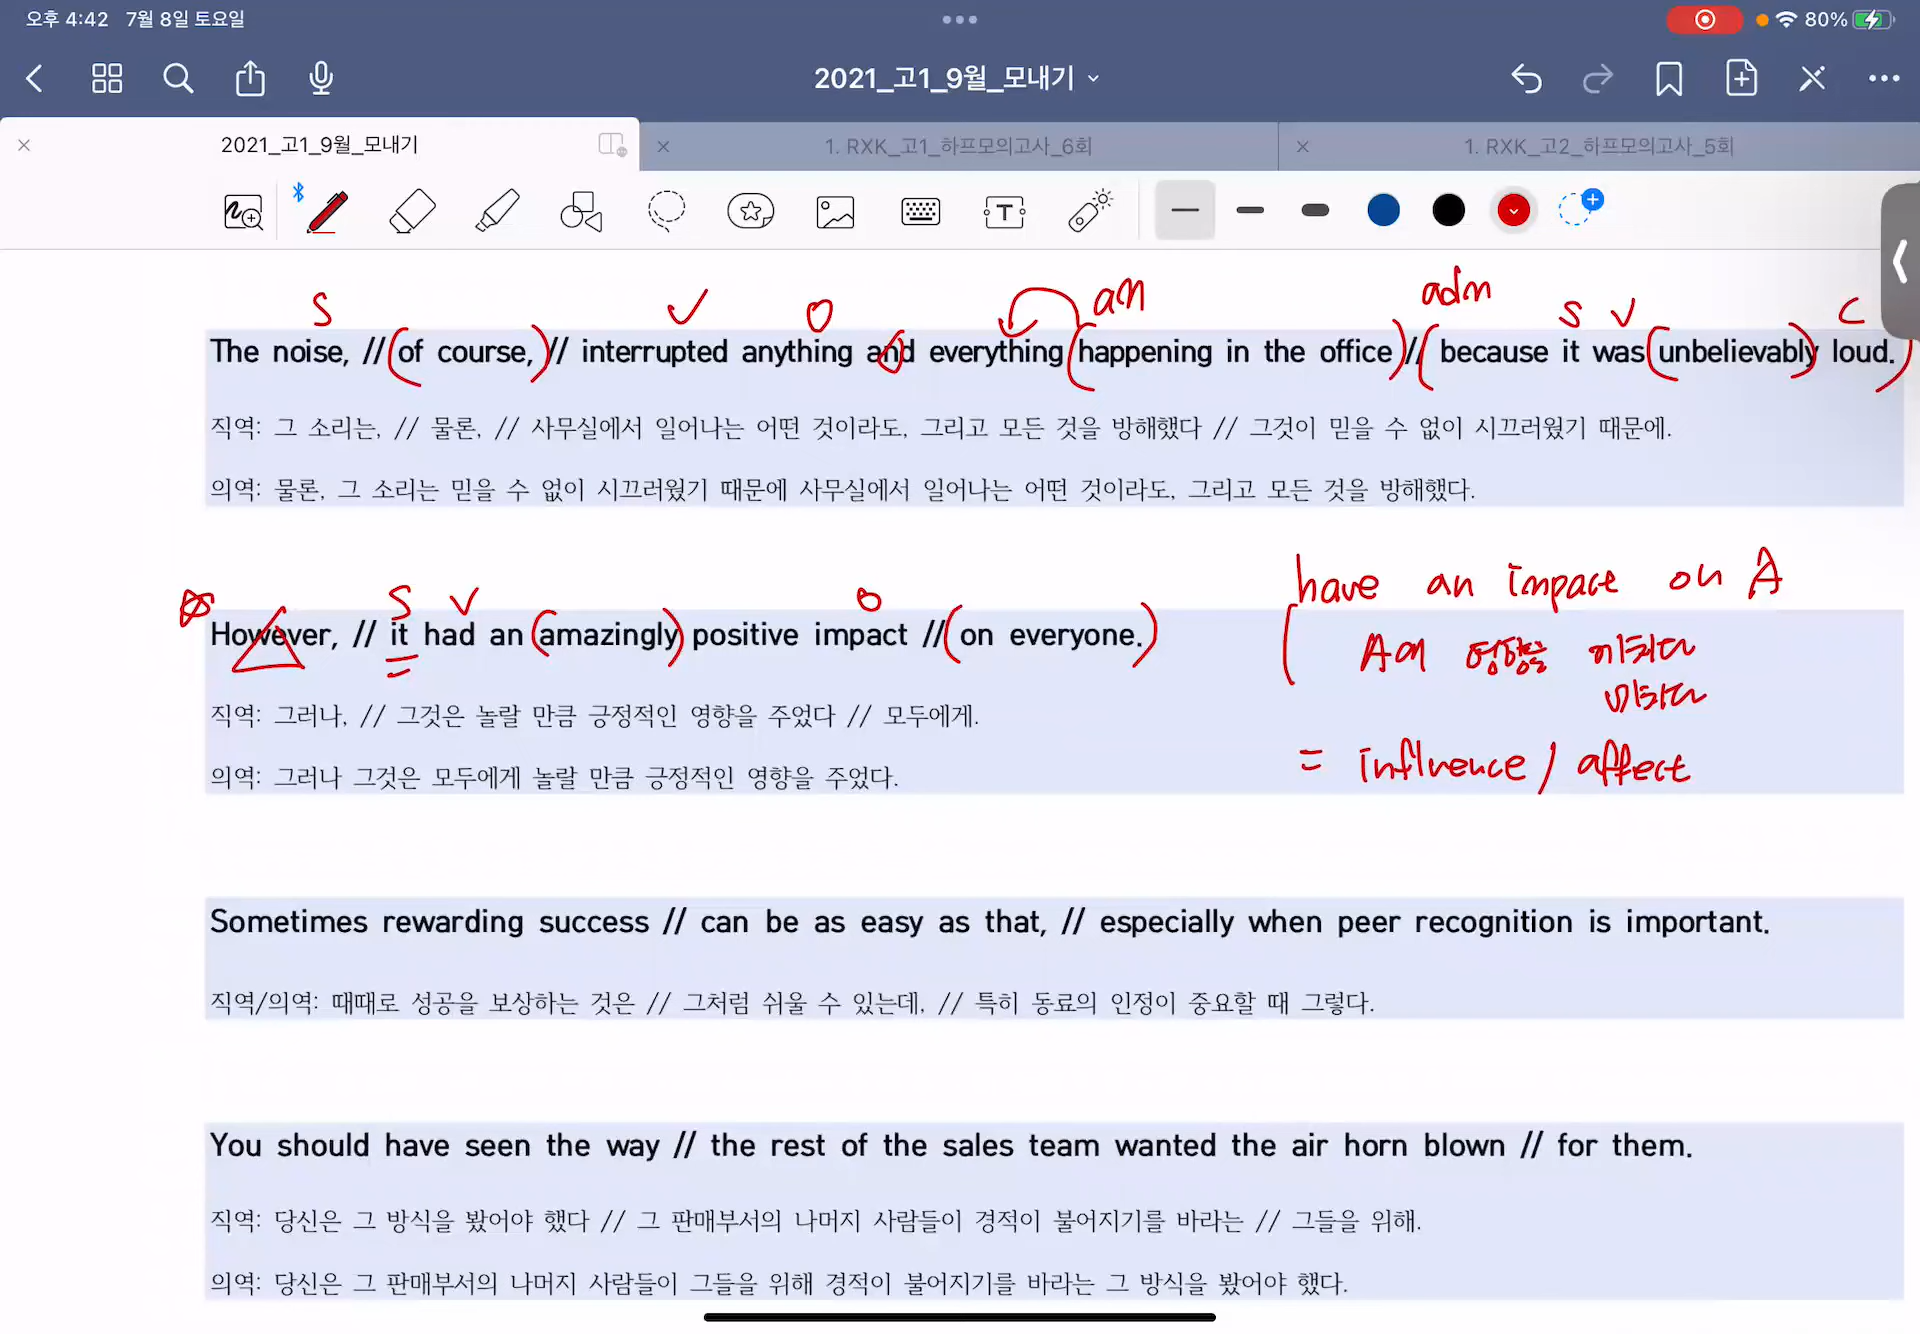 오후 4:42 7월 8일 토요일
80%
2021_고1_9월_모내기
2021_고1_9월_모내기
1. RXK_고1_하프모의고사_6회
1. RXK_고2_하프모의고사_5회
S V O adm S V C
The noise, // (of course,) // interrupted anything and everything (happening in the office) // (because it was (unbelievably) loud.)
직역: 그 소리는, // 물론, // 사무실에서 일어나는 어떤 것이라도, 그리고 모든 것을 방해했다 // 그것이 믿을 수 없이 시끄러웠기 때문에.
의역: 물론, 그 소리는 믿을 수 없이 시끄러웠기 때문에 사무실에서 일어나는 어떤 것이라도, 그리고 모든 것을 방해했다.
have an impact on A
S V O
However, // it had an (amazingly) positive impact // (on everyone.)
A에 영향을 끼치다
미치다
직역: 그러나, // 그것은 놀랄 만큼 긍정적인 영향을 주었다 // 모두에게.
= influence / affect
의역: 그러나 그것은 모두에게 놀랄 만큼 긍정적인 영향을 주었다.
Sometimes rewarding success // can be as easy as that, // especially when peer recognition is important.
직역/의역: 때때로 성공을 보상하는 것은 // 그처럼 쉬울 수 있는데, // 특히 동료의 인정이 중요할 때 그렇다.
You should have seen the way // the rest of the sales team wanted the air horn blown // for them.
직역: 당신은 그 방식을 봤어야 했다 // 그 판매부서의 나머지 사람들이 경적이 불어지기를 바라는 // 그들을 위해.
의역: 당신은 그 판매부서의 나머지 사람들이 그들을 위해 경적이 불어지기를 바라는 그 방식을 봤어야 했다.